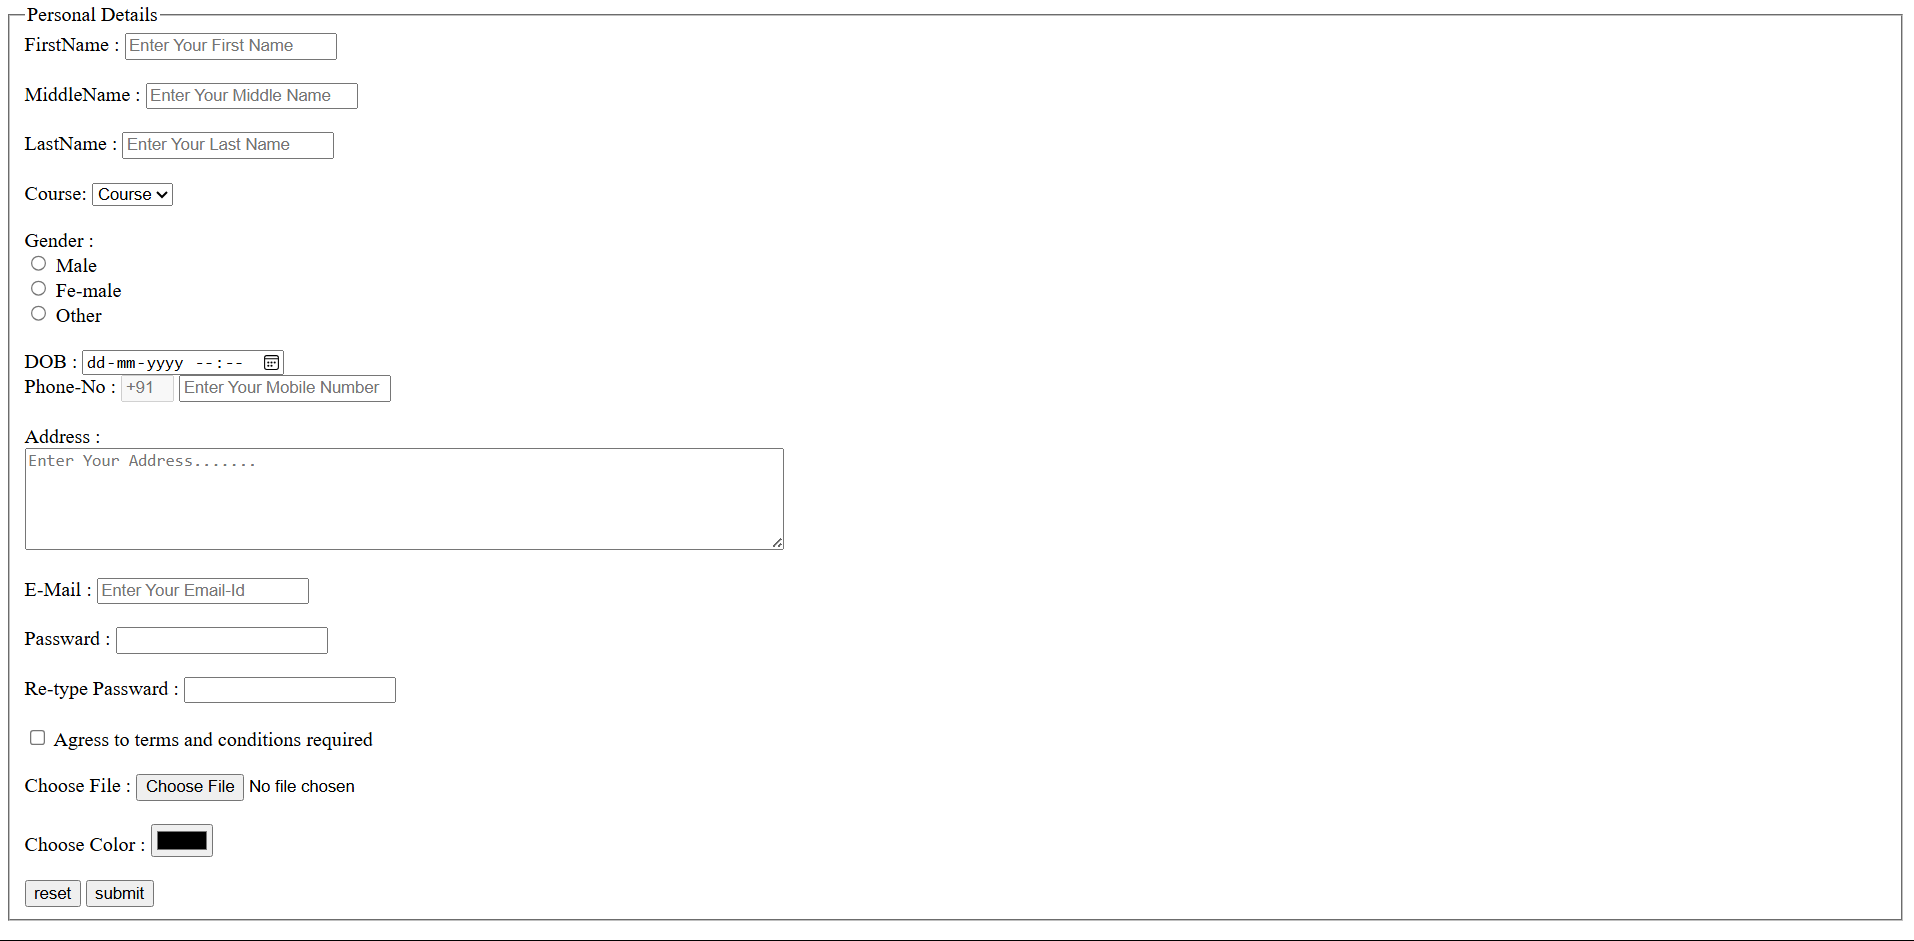 Personal Details
FirstName : Enter Your First Name
MiddleName : Enter Your Middle Name
LastName : Enter Your Last Name
Course: Course
Gender :
Male
Fe-male
Other
DOB : dd-mm-yyyy --:--
Phone-No : +91 Enter Your Mobile Number
Address :
Enter Your Address.......
E-Mail : Enter Your Email-Id
Passward :
Re-type Passward :
Agress to terms and conditions required
Choose File : Choose File No file chosen
Choose Color :
reset submit